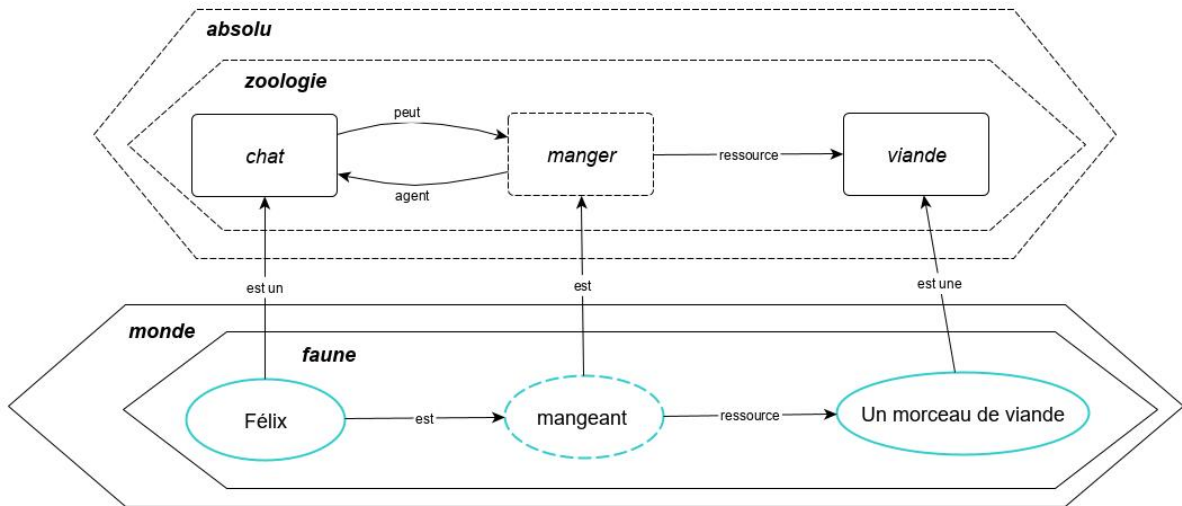 absolu
zoologie
peut
chat
manger
ressource
viande
agent
est un
est
est une
monde
faune
Félix
est
mangeant
ressource
Un morceau de viande